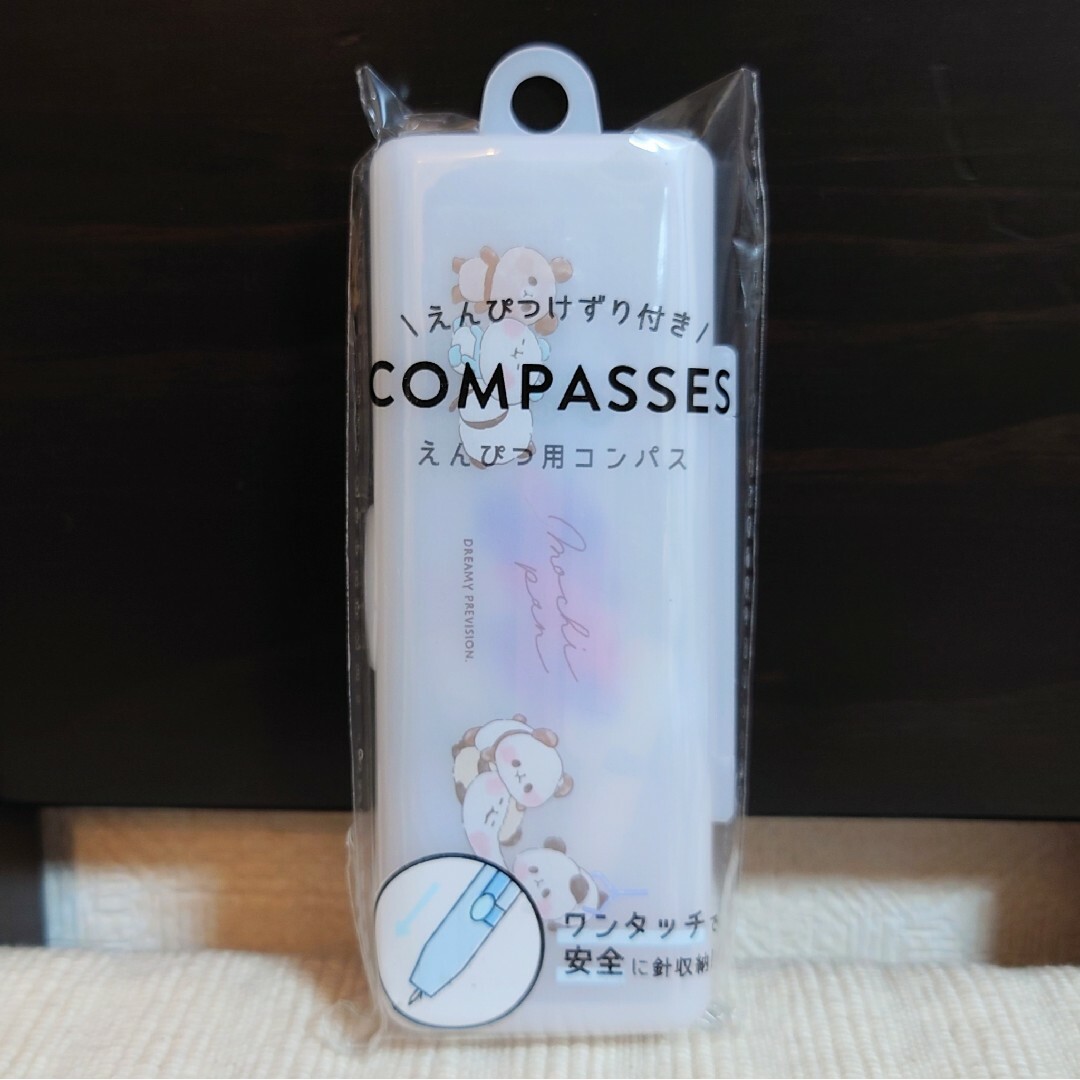 \えんぴつけずり付き/
COMPASSES
えんぴつ用コンパス
mochi
pan
DREAMY PREVISION.
ワンタッチで
安全に針収納